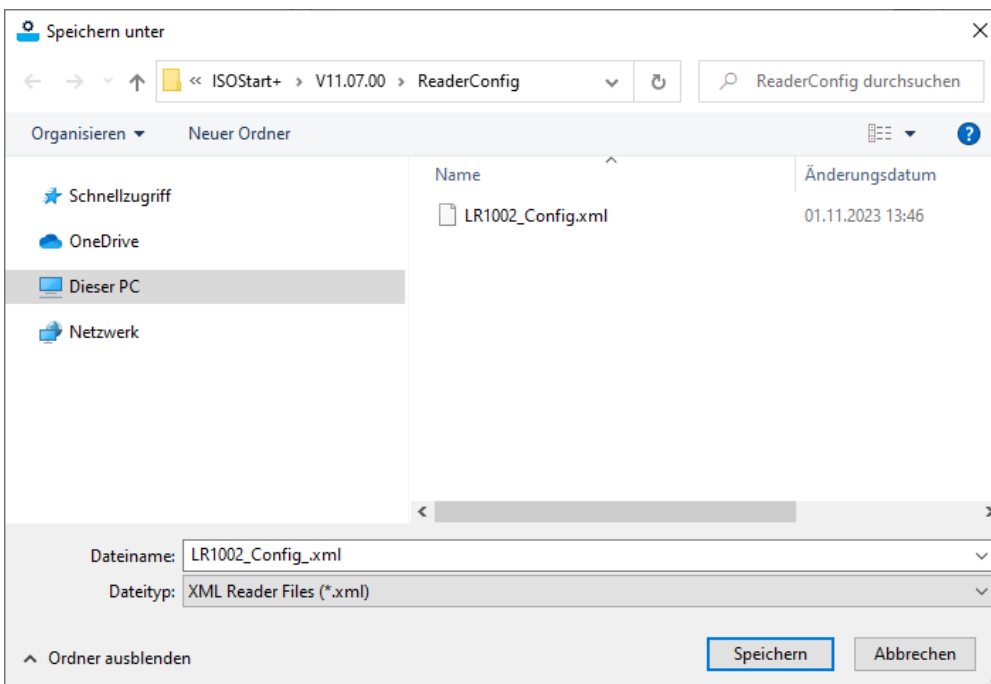 Speichern unter
« ISOStart+ › V11.07.00 › ReaderConfig
ReaderConfig durchsuchen
Organisieren
Neuer Ordner
?
Name
Änderungsdatum
Schnellzugriff
LR1002_Config.xml
01.11.2023 13:46
OneDrive
Dieser PC
Netzwerk
Dateiname: LR1002_Config_.xml
Dateityp: XML Reader Files (*.xml)
Ordner ausblenden
Speichern
Abbrechen